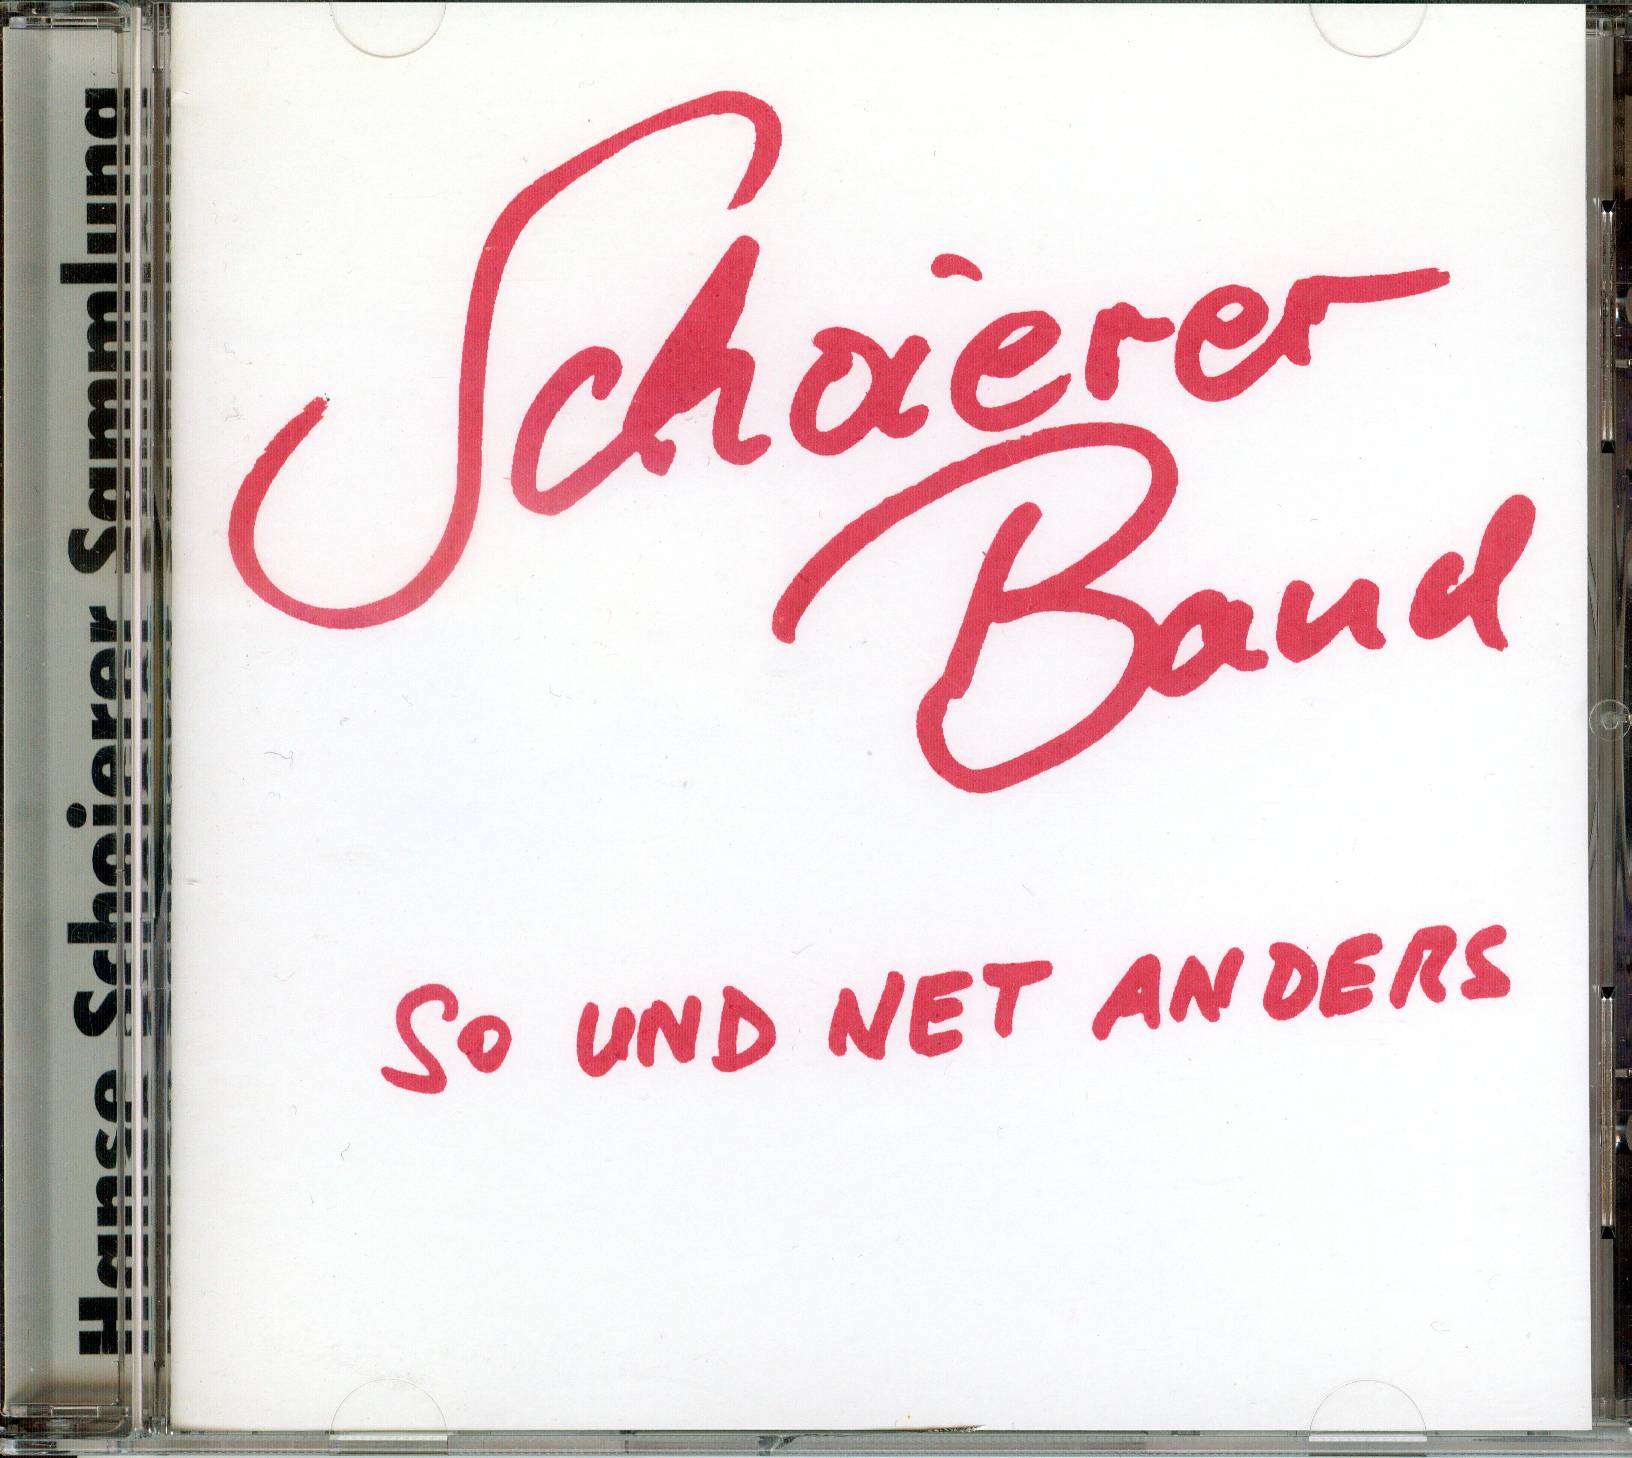 Hanse Schoierer Sammlung
Schoierer
Band
So UND NET ANDERS